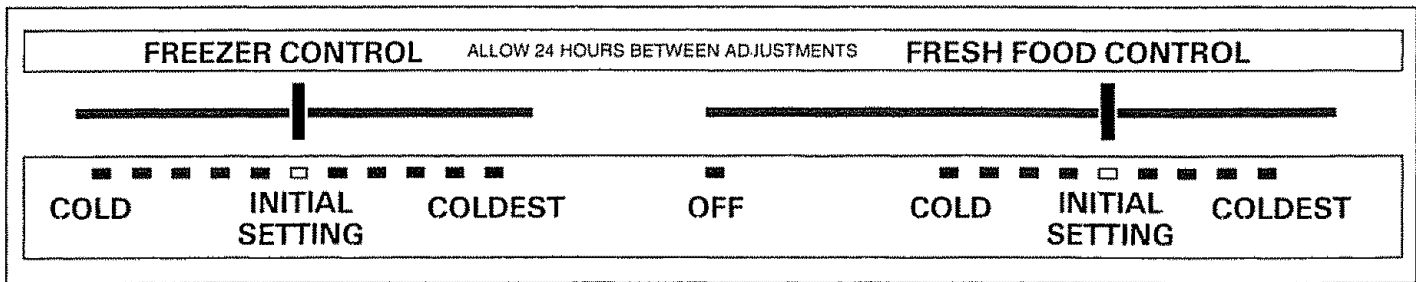 FREEZER CONTROL ALLOW 24 HOURS BETWEEN ADJUSTMENTS FRESH FOOD CONTROL
COLD INITIAL SETTING COLDEST OFF COLD INITIAL SETTING COLDEST